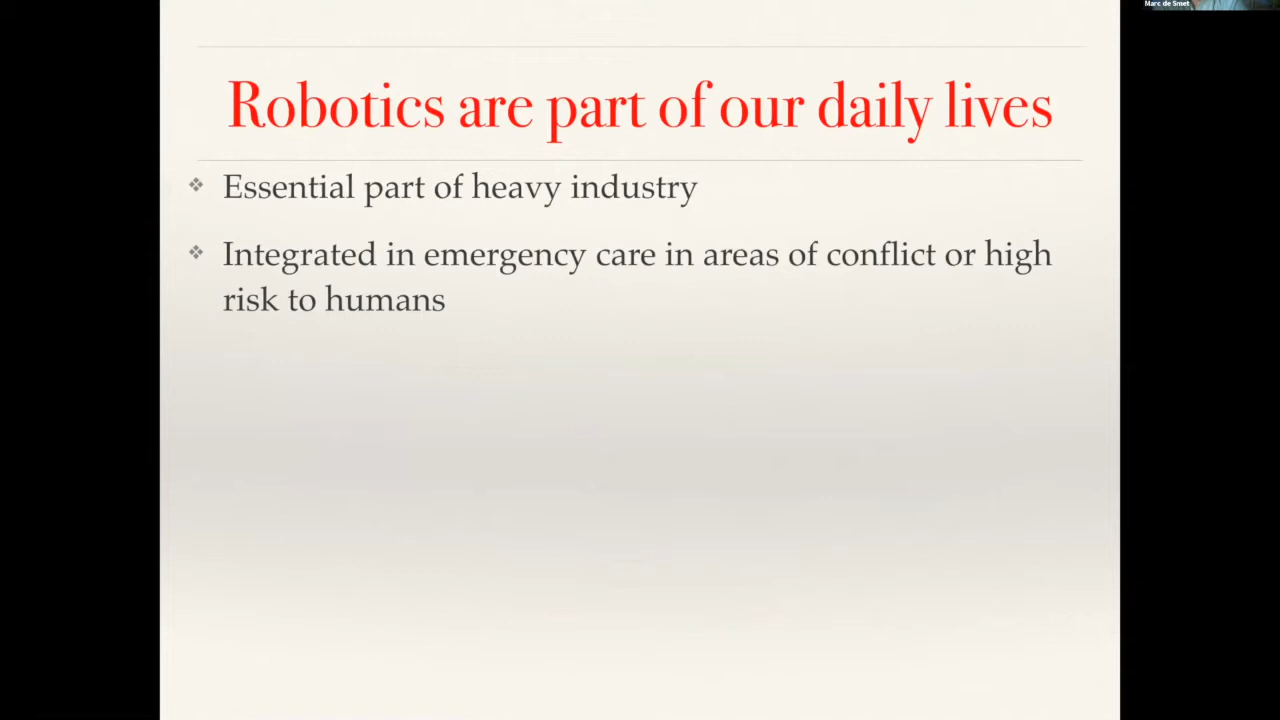 Marc de Smet
Robotics are part of our daily lives
Essential part of heavy industry
Integrated in emergency care in areas of conflict or high
risk to humans